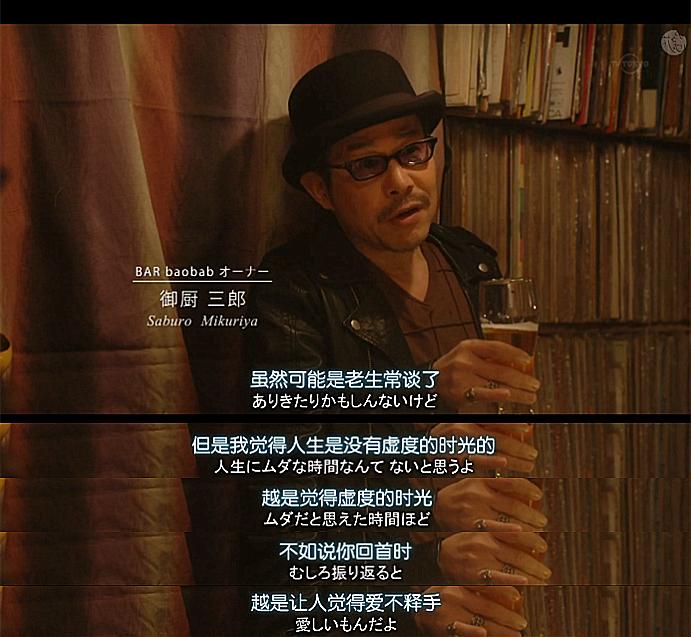 TV TOKYO
BAR baobab オーナー
御厨 三郎
Saburo Mikuriya
虽然可能是老生常谈了
ありきたりかもしんないけど
但是我觉得人生是没有虚度的时光的
人生にムダな時間なんて ないと思うよ
越是觉得虚度的时光
ムダだと思えた時間ほど
不如说你回首时
むしろ振り返ると
越是让人觉得爱不释手
愛しいもんだよ